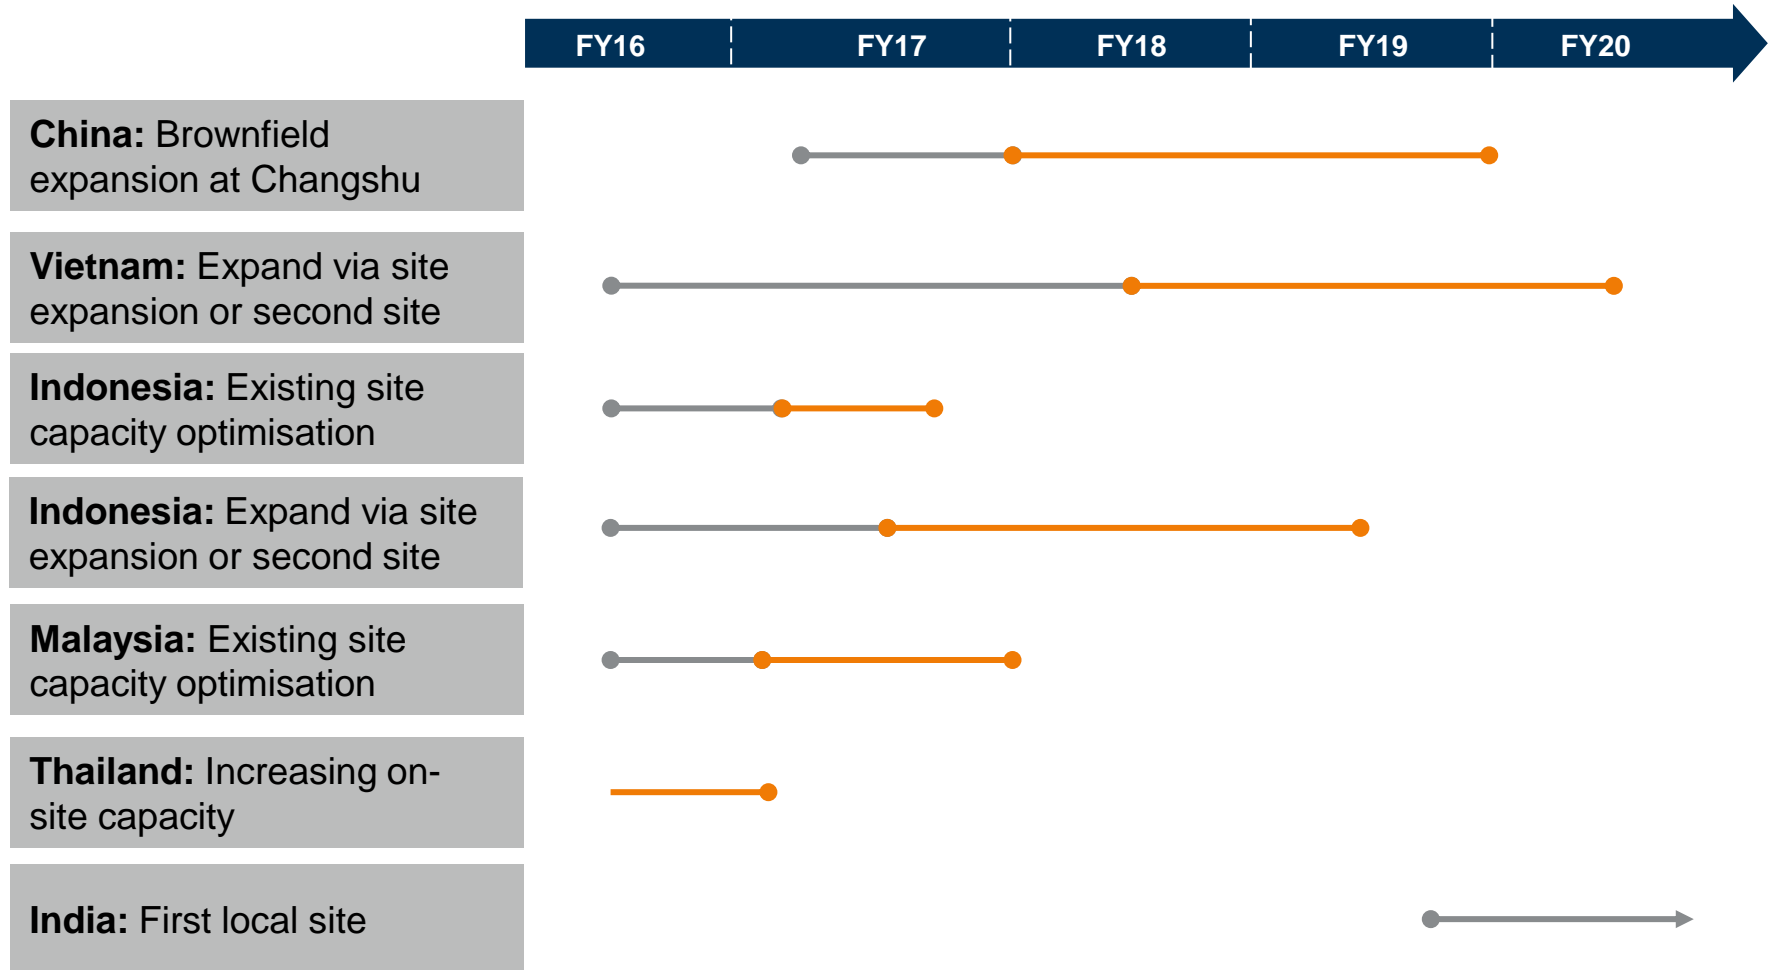 FY16 FY17 FY18 FY19 FY20
China: Brownfield
expansion at Changshu
Vietnam: Expand via site
expansion or second site
Indonesia: Existing site
capacity optimisation
Indonesia: Expand via site
expansion or second site
Malaysia: Existing site
capacity optimisation
Thailand: Increasing on-
site capacity
India: First local site